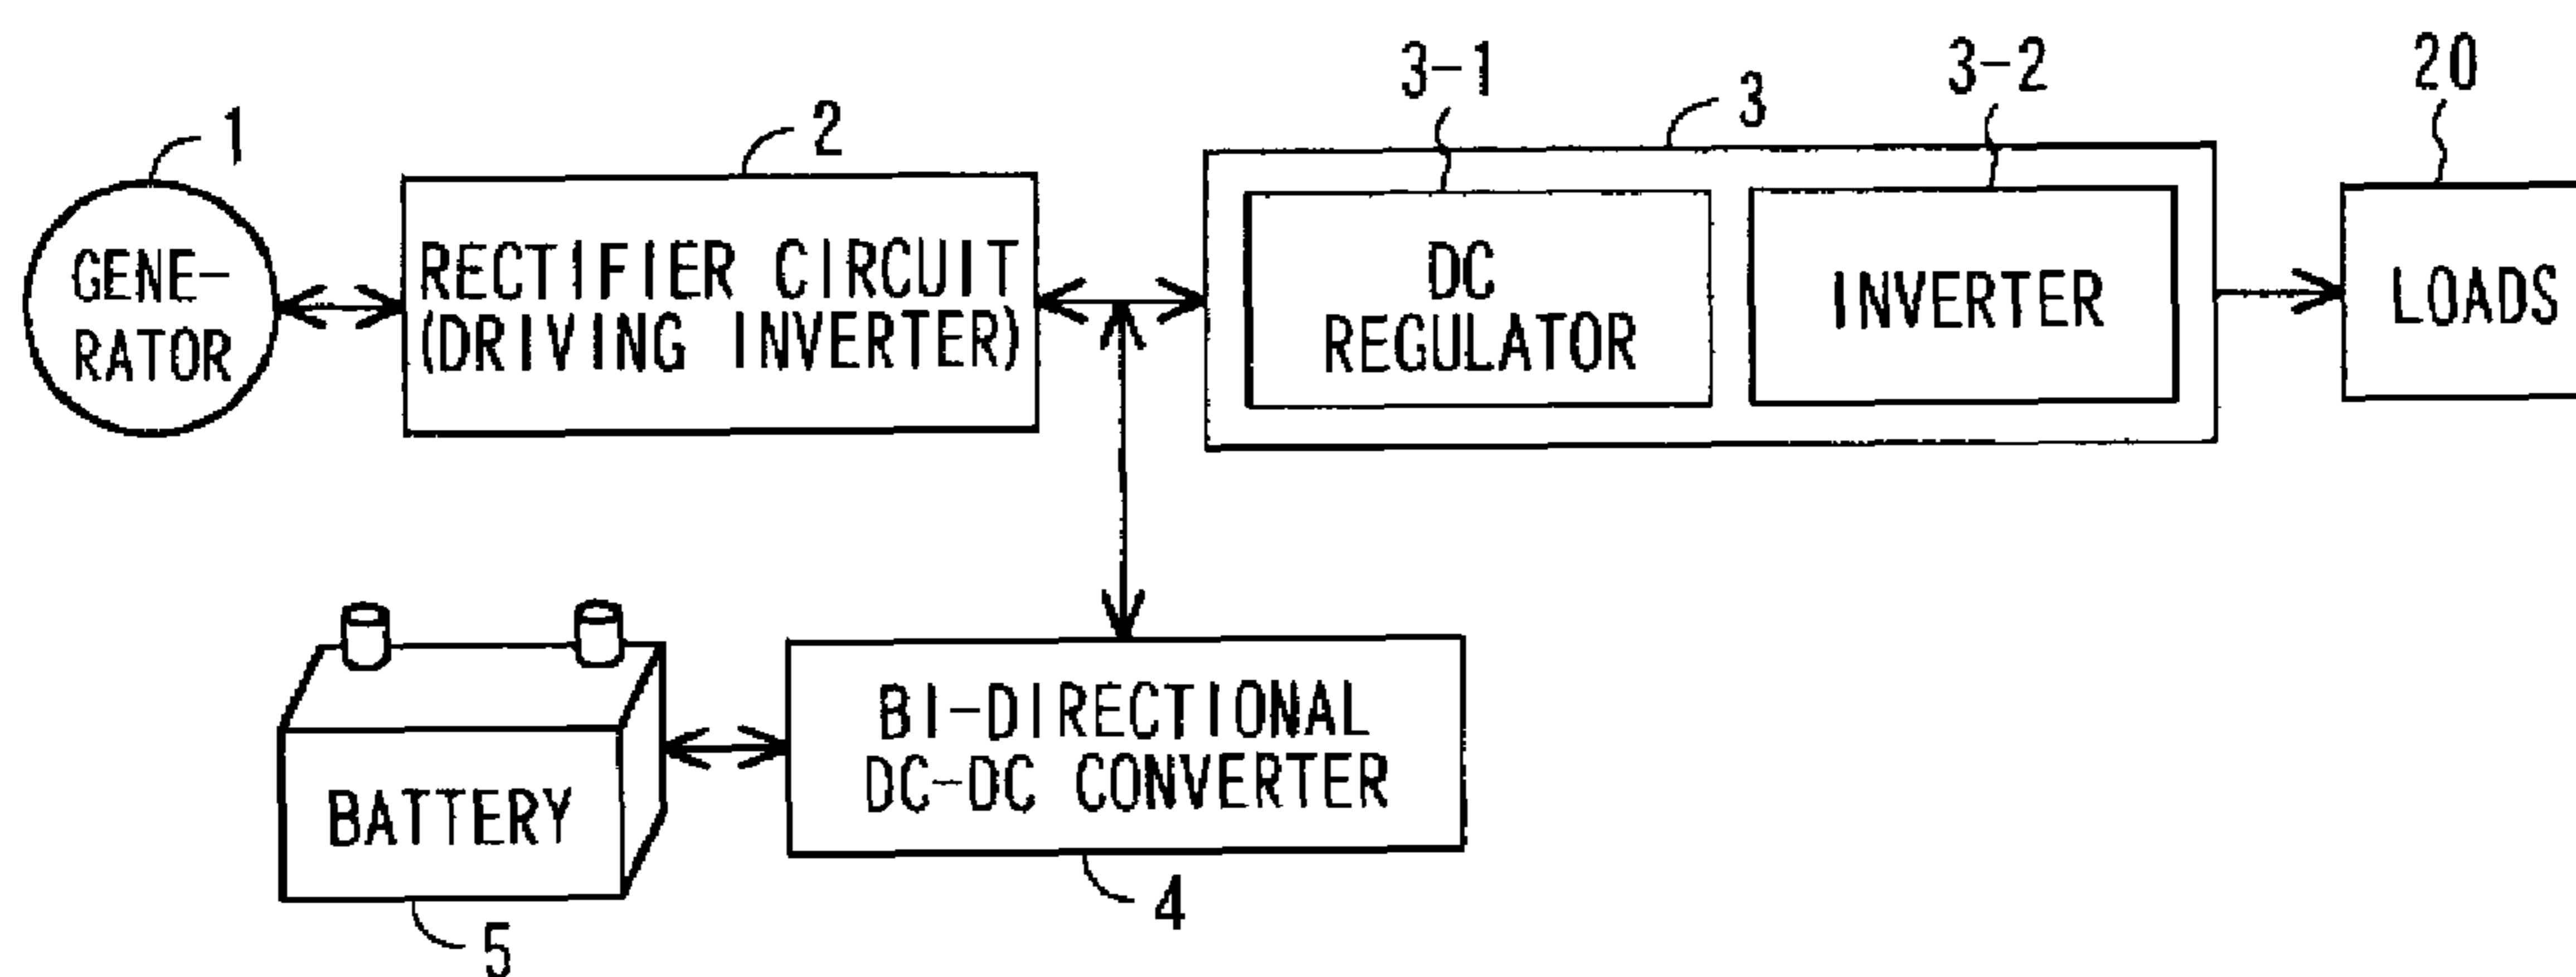 1
2
3-1
3
3-2
20
GENE-
RATOR
RECTIFIER CIRCUIT
(DRIVING INVERTER)
DC
REGULATOR
INVERTER
LOADS
BATTERY
BI-DIRECTIONAL
DC-DC CONVERTER
5
4